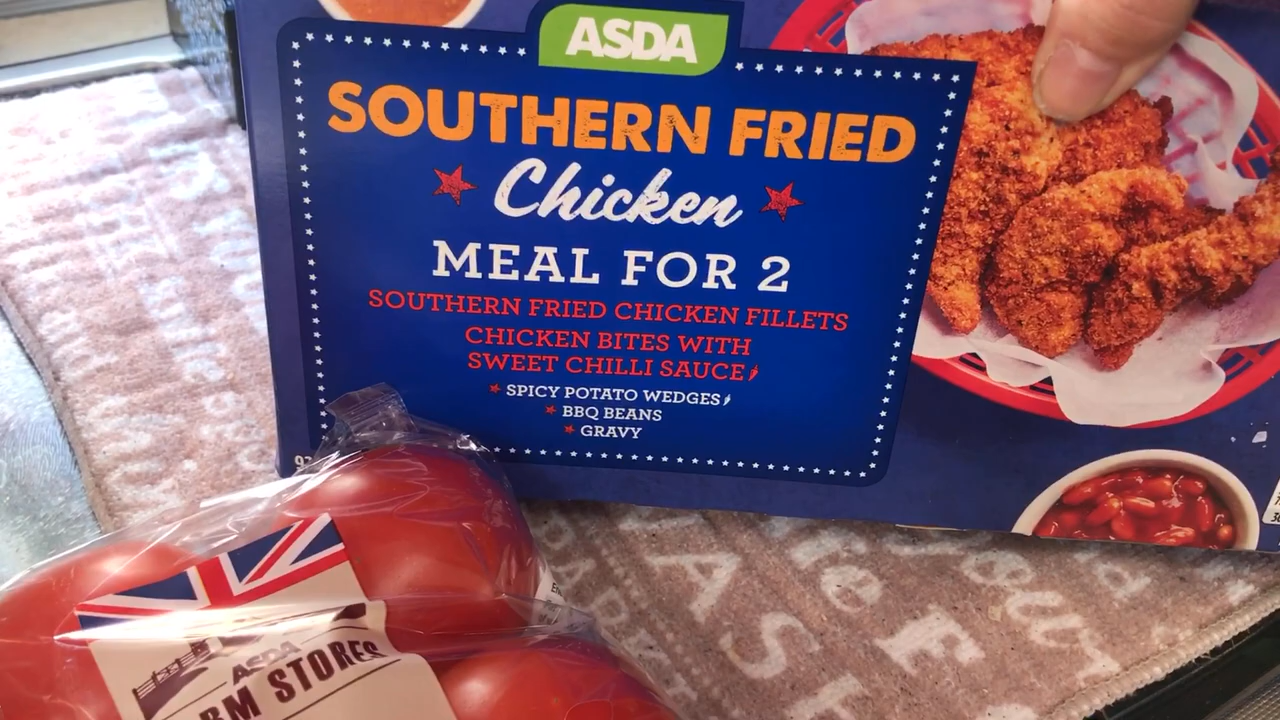 ASDA
SOUTHERN FRIED
Chicken
MEAL FOR 2
SOUTHERN FRIED CHICKEN FILLETS
CHICKEN BITES WITH
SWEET CHILLI SAUCE
SPICY POTATO WEDGES
BBQ BEANS
GRAVY
ASDA
RM STORES